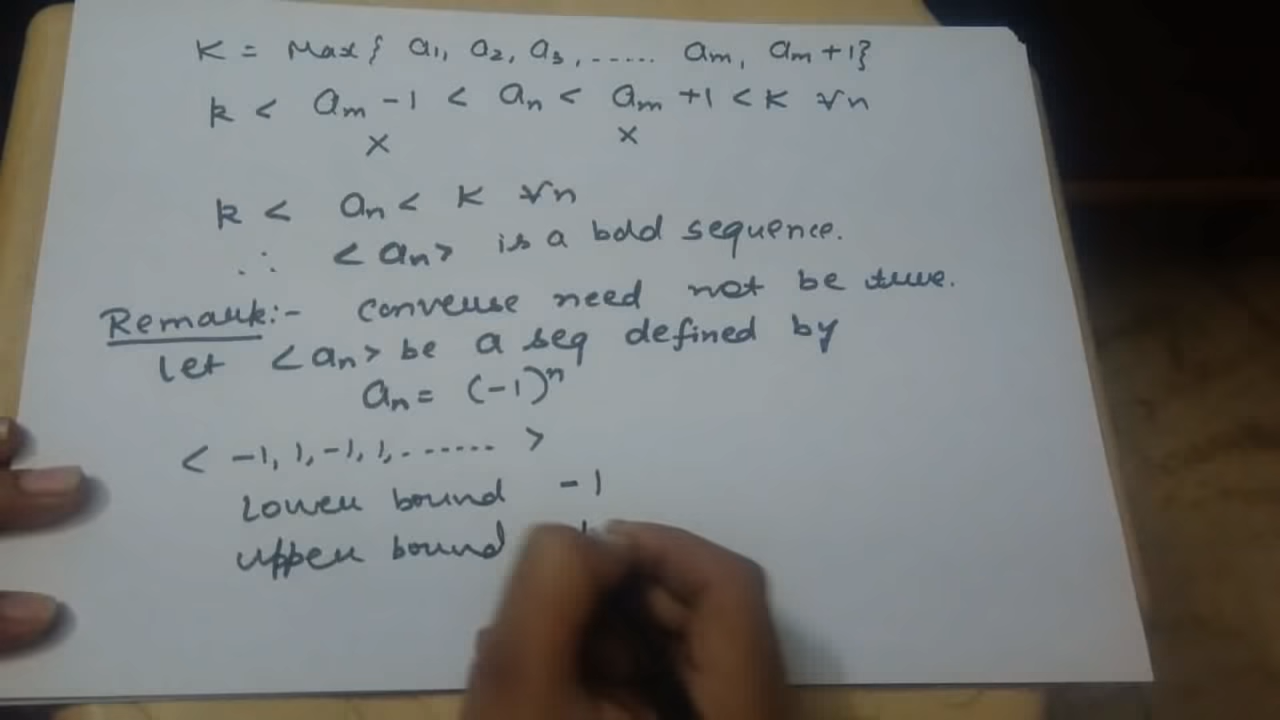 K = Max { a₁, a₂, a₃, ..... aₘ, aₘ+1}
k < aₘ -1 < aₙ < aₘ +1 < K ∀n
× ×
k < aₙ < K ∀n
∴ <aₙ> is a bdd sequence.
Remark:- converse need not be true.
Let <aₙ> be a seq defined by
aₙ = (-1)ⁿ
< -1, 1, -1, 1, ....... >
Lower bound -1
upper bound